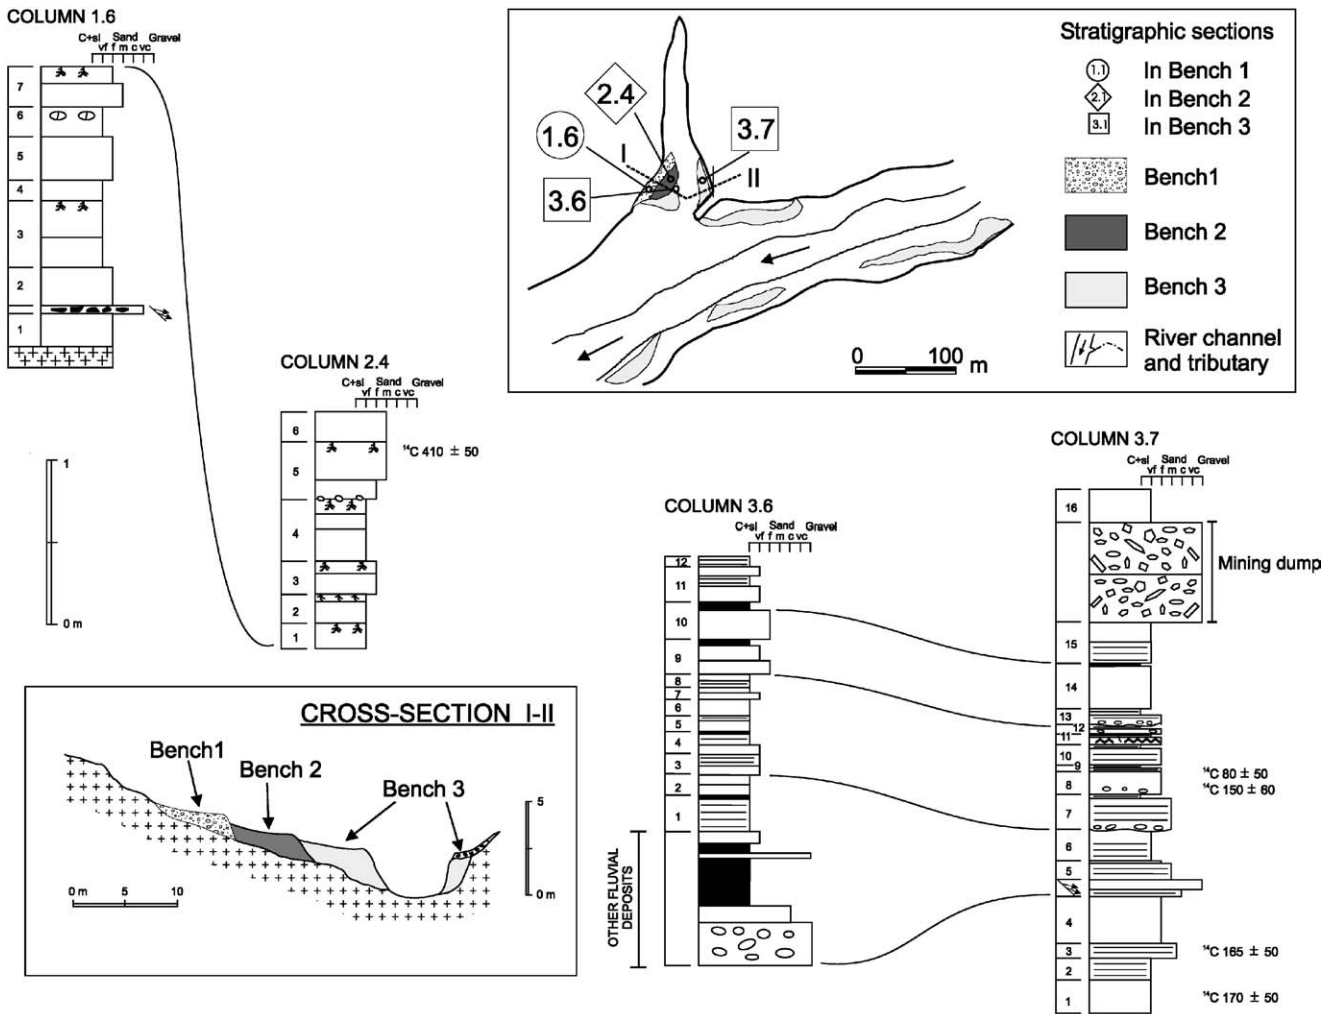 COLUMN 1.6
C+sl Sand Gravel
vf f m c vc
7
6
5
4
3
2
1
1
0 m
COLUMN 2.4
C+sl Sand Gravel
vf f m c vc
6
5
4
3
2
1
¹⁴C 410 ± 50
2.4
1.6
3.7
3.6
I
II
0 100 m
Stratigraphic sections
1.1 In Bench 1
2.1 In Bench 2
3.1 In Bench 3
Bench1
Bench 2
Bench 3
River channel
and tributary
CROSS-SECTION I-II
Bench1
Bench 2
Bench 3
5
0 m
0 m 5 10
COLUMN 3.6
C+sl Sand Gravel
vf f m c vc
12
11
10
9
8
7
6
5
4
3
2
1
OTHER FLUVIAL
DEPOSITS
COLUMN 3.7
C+sl Sand Gravel
vf f m c vc
16
Mining dump
15
14
13
12
11
10
9
8
7
6
5
4
3
2
1
¹⁴C 80 ± 50
¹⁴C 150 ± 60
¹⁴C 165 ± 50
¹⁴C 170 ± 50